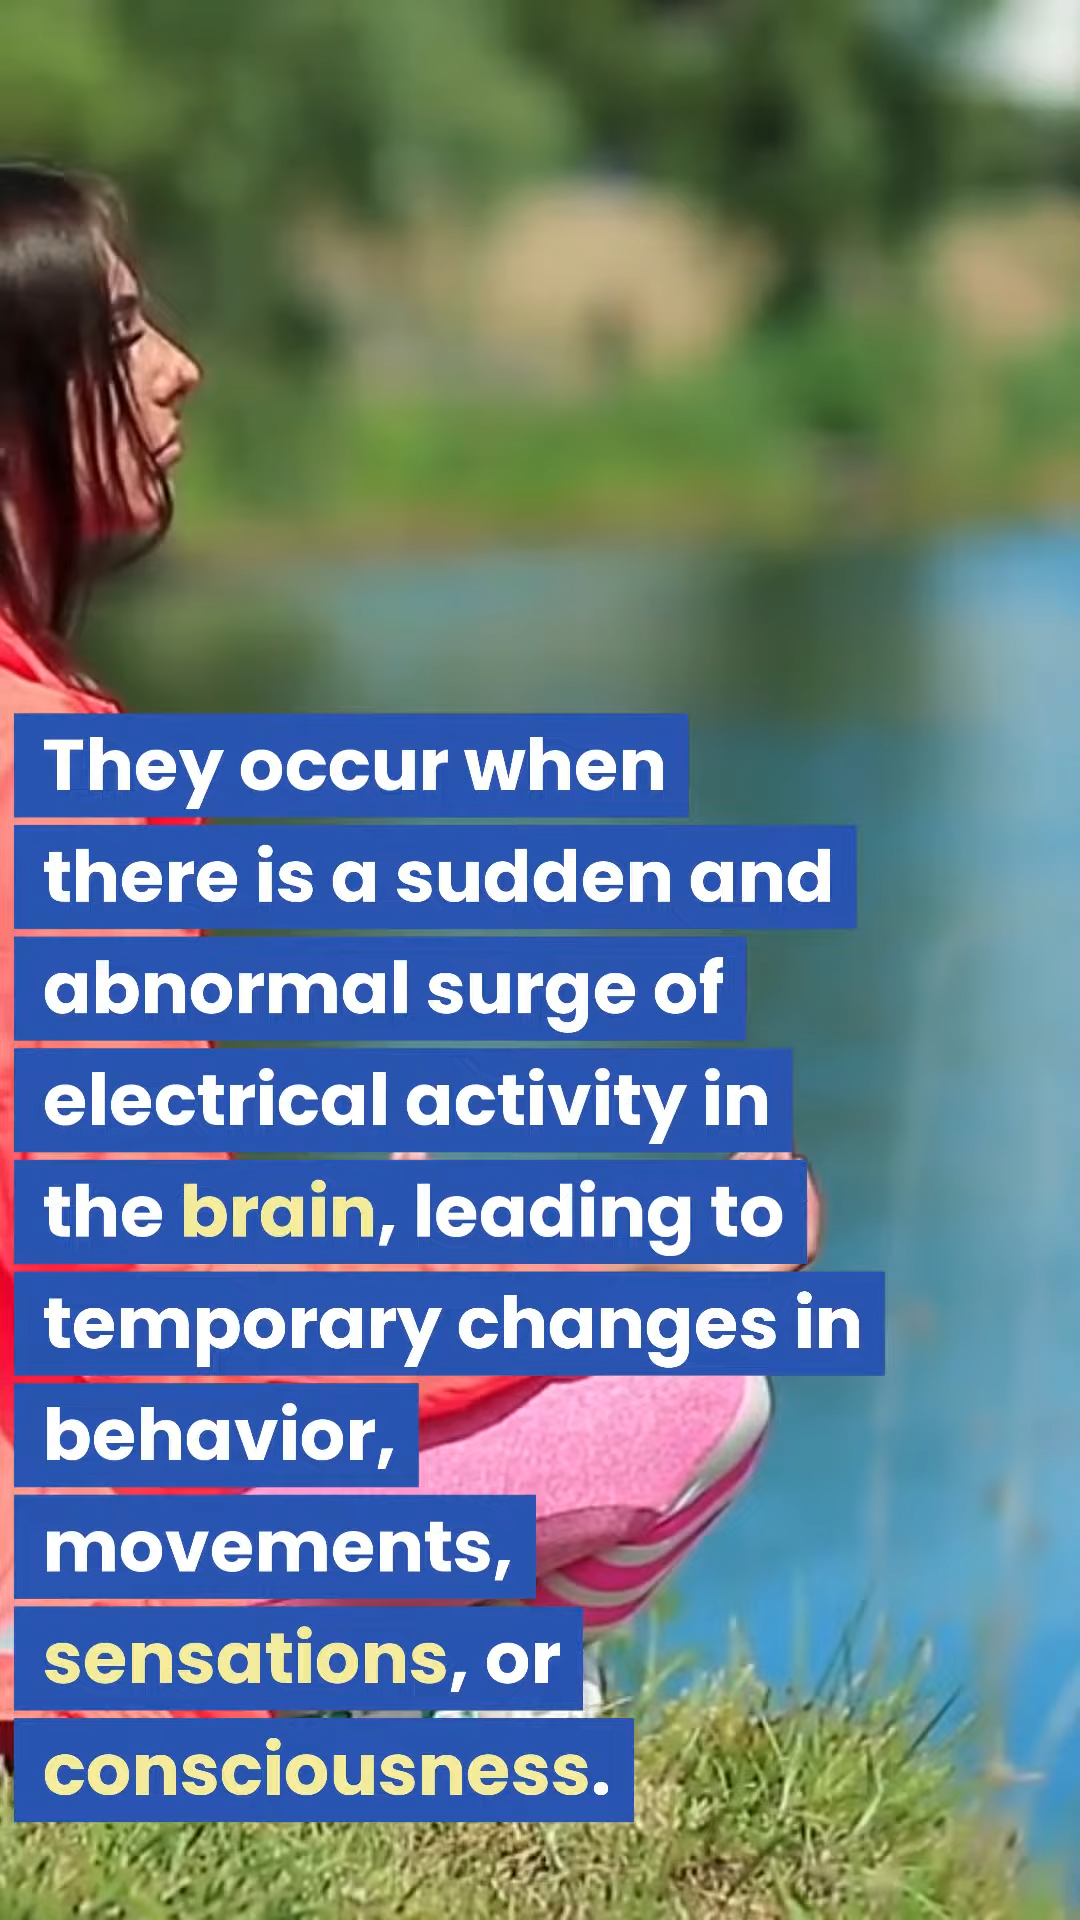 They occur when
there is a sudden and
abnormal surge of
electrical activity in
the brain, leading to
temporary changes in
behavior,
movements,
sensations, or
consciousness.